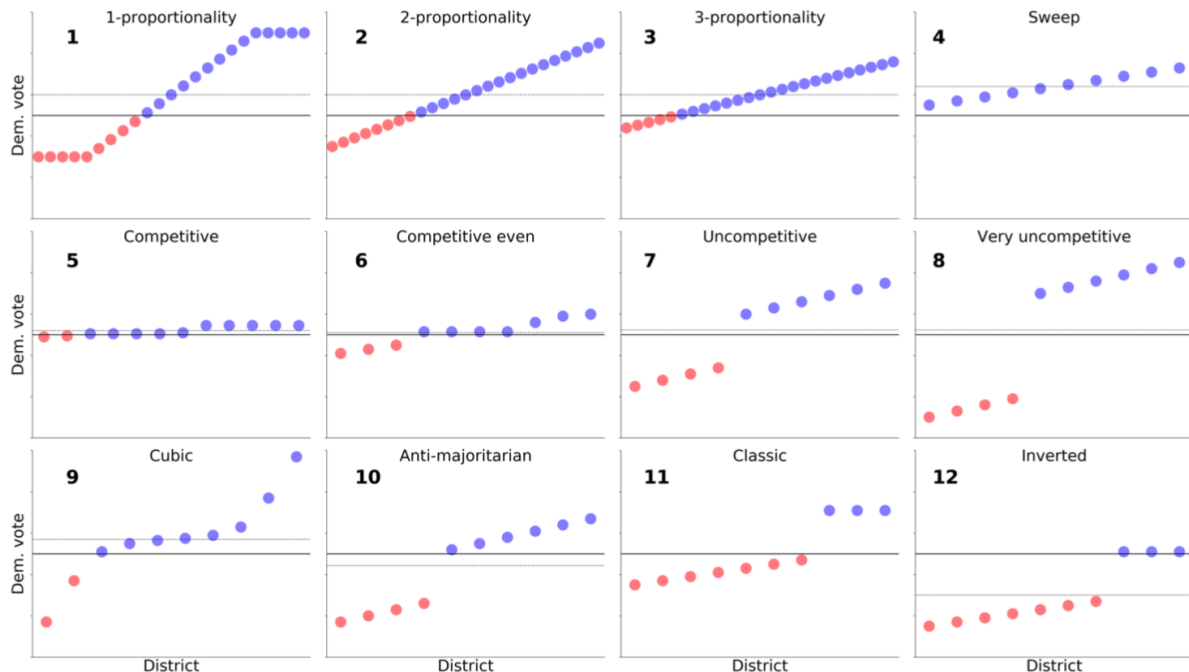 1-proportionality
1
2-proportionality
2
3-proportionality
3
Sweep
4
Dem. vote
Competitive
5
Competitive even
6
Uncompetitive
7
Very uncompetitive
8
Dem. vote
Cubic
9
Anti-majoritarian
10
Classic
11
Inverted
12
Dem. vote
District
District
District
District